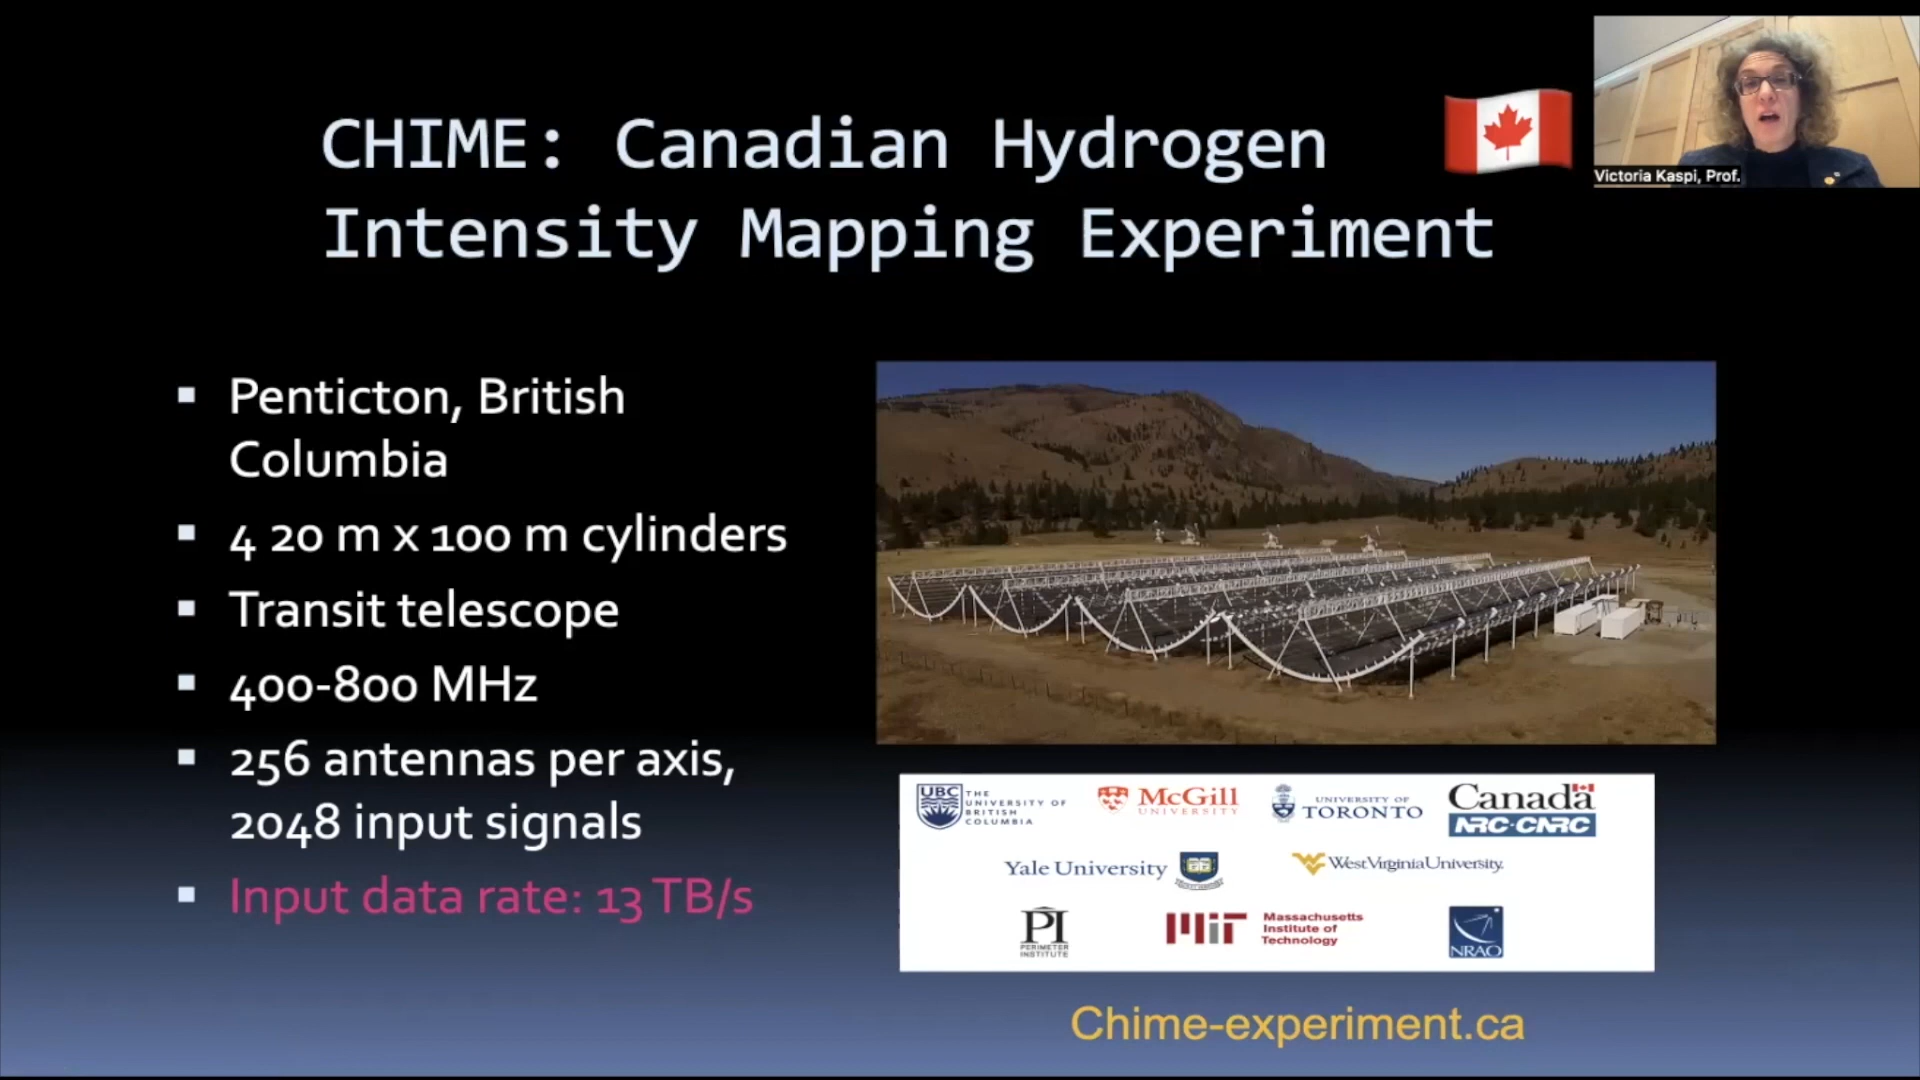 CHIME: Canadian Hydrogen
Intensity Mapping Experiment
Victoria Kaspi, Prof.
▪ Penticton, British
Columbia
▪ 4 20 m x 100 m cylinders
▪ Transit telescope
▪ 400-800 MHz
▪ 256 antennas per axis,
2048 input signals
▪ Input data rate: 13 TB/s
UBC THE
UNIVERSITY OF
BRITISH
COLUMBIA
McGill
UNIVERSITY
UNIVERSITY OF
TORONTO
Canada
NRC·CNRC
Yale University
WestVirginiaUniversity.
PI
PERIMETER
INSTITUTE
MIT
Massachusetts
Institute of
Technology
NRAO
Chime-experiment.ca